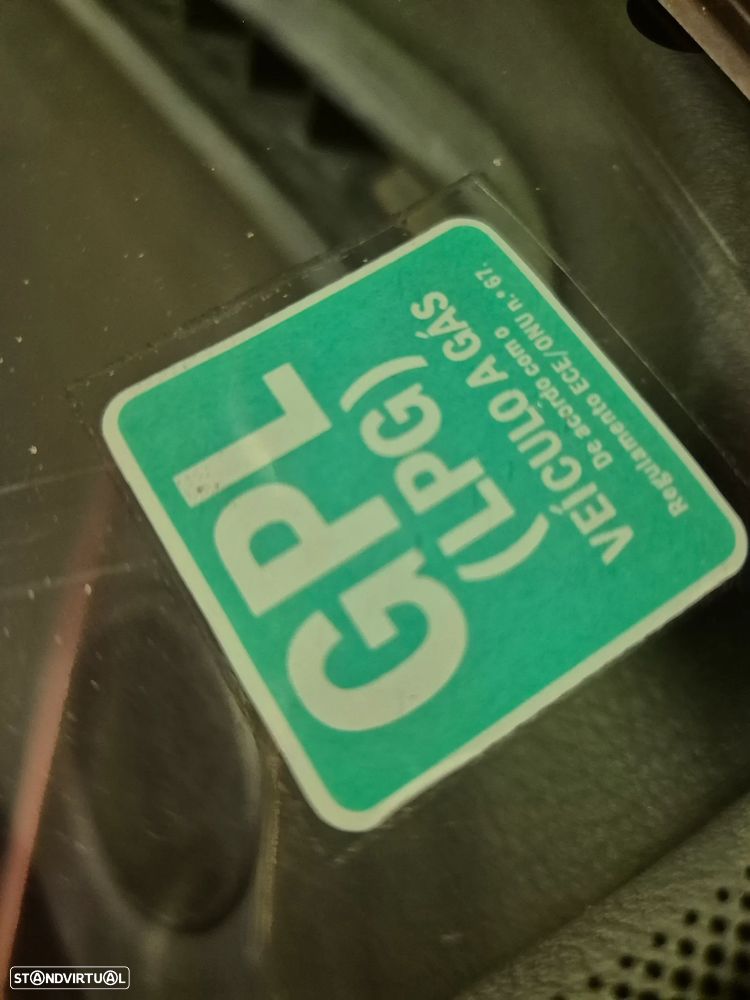 GPL
(LPG)
VEÍCULO A GÁS
De acordo com o
Regulamento ECE/ONU n.º 67.
STANDVIRTUAL